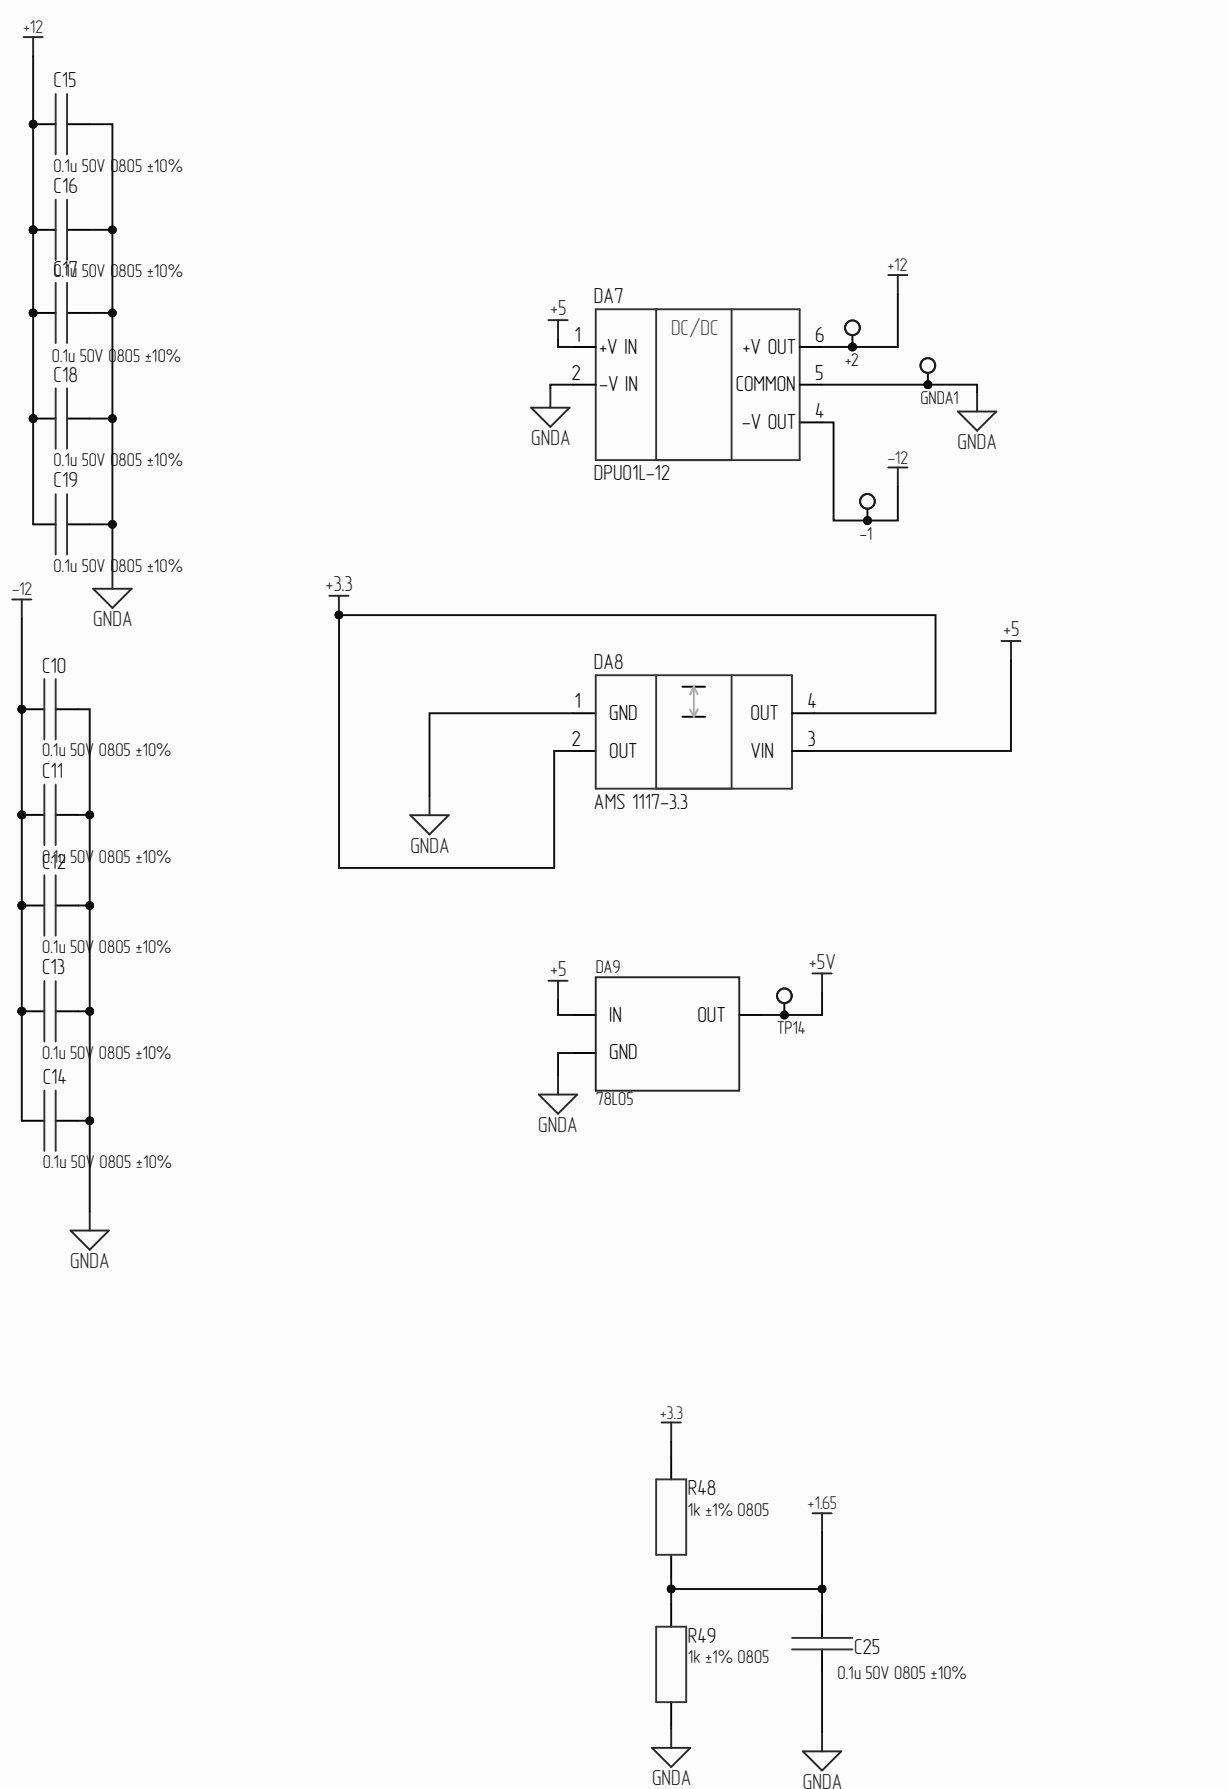 +12
C15
0.1u 50V 0805 ±10%
C16
0.1u 50V 0805 ±10%
C17
0.1u 50V 0805 ±10%
C18
0.1u 50V 0805 ±10%
C19
0.1u 50V 0805 ±10%
GNDA
-12
C10
0.1u 50V 0805 ±10%
C11
0.1u 50V 0805 ±10%
C12
0.1u 50V 0805 ±10%
C13
0.1u 50V 0805 ±10%
C14
0.1u 50V 0805 ±10%
GNDA
DA7
DC/DC
+5
1
+V IN
2
-V IN
GNDA
+V OUT
6
+2
+12
COMMON
5
GNDA1
GNDA
-V OUT
4
-12
-1
DPU01L-12
+3.3
DA8
+5
1
GND
OUT
4
2
OUT
VIN
3
AMS 1117-3.3
GNDA
DA9
+5
+5V
IN
OUT
TP14
GND
78L05
GNDA
+3.3
R48
1k ±1% 0805
+1.65
R49
1k ±1% 0805
C25
0.1u 50V 0805 ±10%
GNDA
GNDA